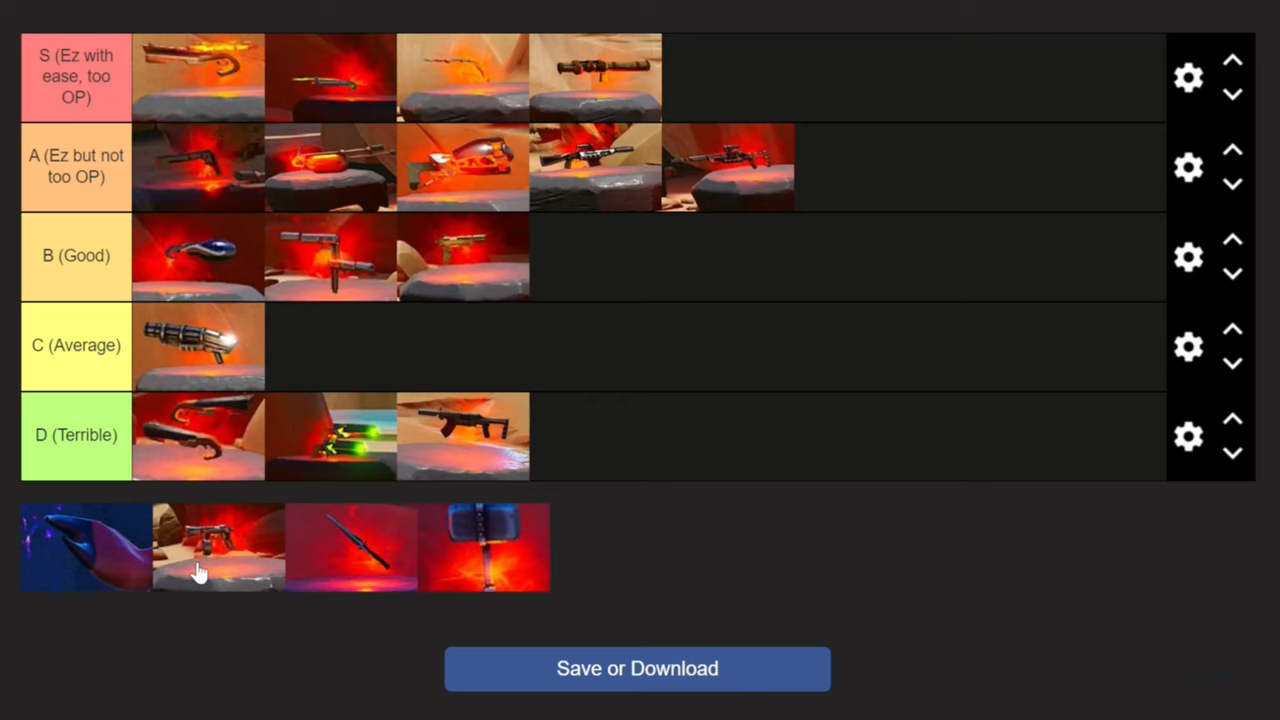 S (Ez with
ease, too
OP)
A (Ez but not
too OP)
B (Good)
C (Average)
D (Terrible)
Save or Download